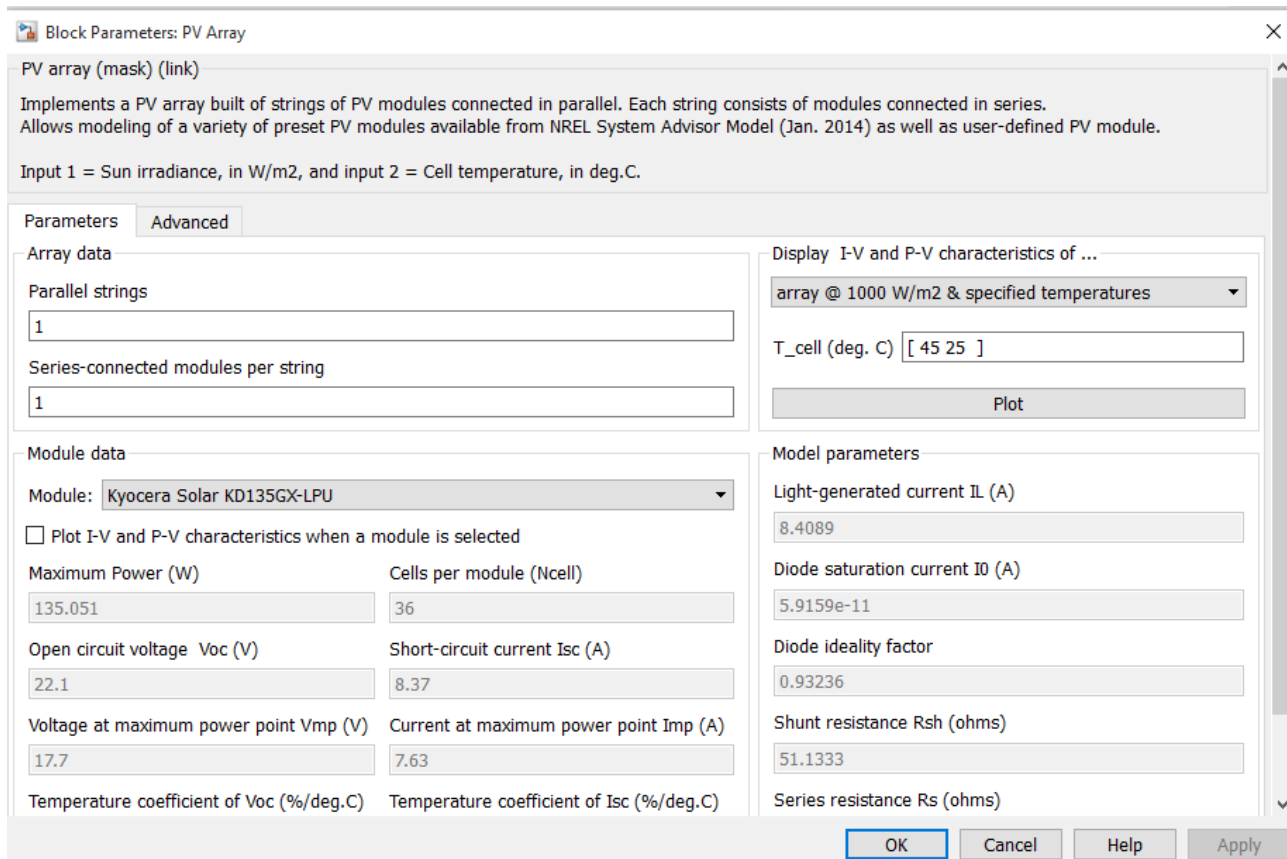 Block Parameters: PV Array
PV array (mask) (link)
Implements a PV array built of strings of PV modules connected in parallel. Each string consists of modules connected in series.
Allows modeling of a variety of preset PV modules available from NREL System Advisor Model (Jan. 2014) as well as user-defined PV module.
Input 1 = Sun irradiance, in W/m2, and input 2 = Cell temperature, in deg.C.
Parameters
Advanced
Array data
Parallel strings
1
Series-connected modules per string
1
Display I-V and P-V characteristics of ...
array @ 1000 W/m2 & specified temperatures
T_cell (deg. C) [ 45 25 ]
Plot
Module data
Module: Kyocera Solar KD135GX-LPU
Plot I-V and P-V characteristics when a module is selected
Maximum Power (W)
135.051
Cells per module (Ncell)
36
Open circuit voltage Voc (V)
22.1
Short-circuit current Isc (A)
8.37
Voltage at maximum power point Vmp (V)
17.7
Current at maximum power point Imp (A)
7.63
Temperature coefficient of Voc (%/deg.C)
Temperature coefficient of Isc (%/deg.C)
Model parameters
Light-generated current IL (A)
8.4089
Diode saturation current I0 (A)
5.9159e-11
Diode ideality factor
0.93236
Shunt resistance Rsh (ohms)
51.1333
Series resistance Rs (ohms)
OK
Cancel
Help
Apply